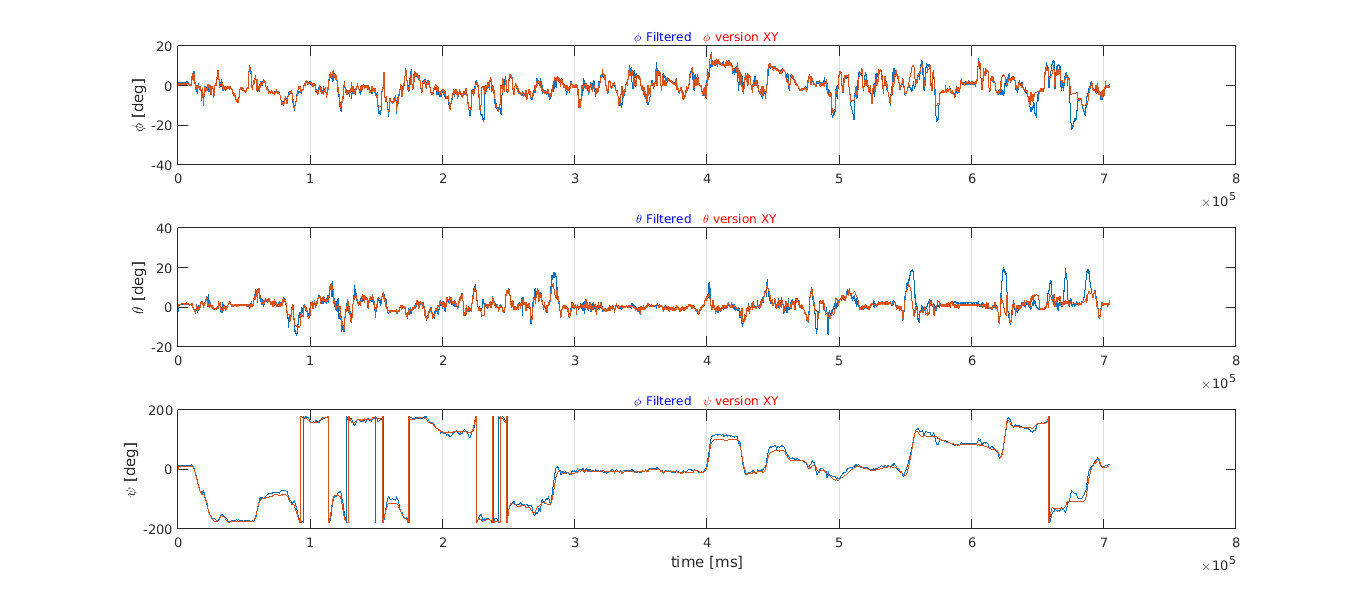 ϕ Filtered ϕ version XY
20
0
-20
-40
ϕ [deg]
0 1 2 3 4 5 6 7 8
×10^5
θ Filtered θ version XY
40
20
0
-20
θ [deg]
0 1 2 3 4 5 6 7 8
×10^5
ϕ Filtered ψ version XY
200
0
-200
ψ [deg]
0 1 2 3 4 5 6 7 8
time [ms]
×10^5